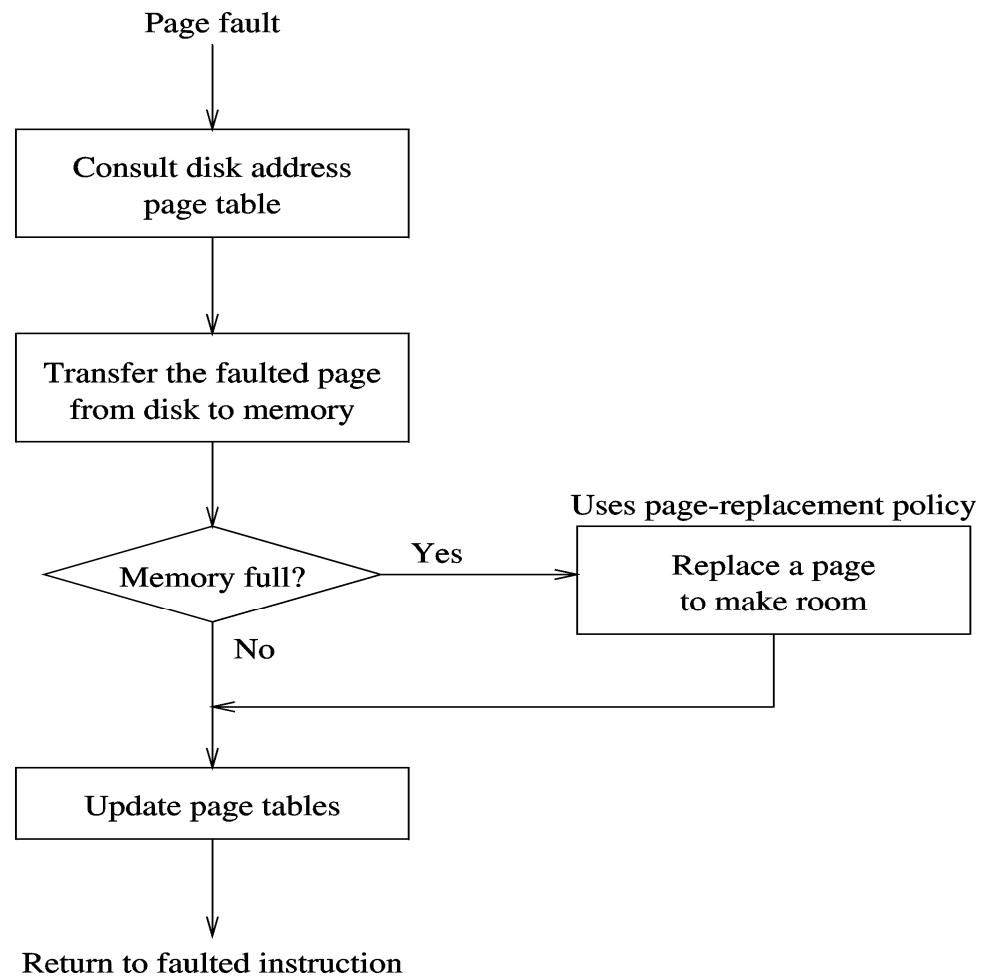 Page fault
Consult disk address
page table
Transfer the faulted page
from disk to memory
Uses page-replacement policy
Memory full?
Yes
Replace a page
to make room
No
Update page tables
Return to faulted instruction